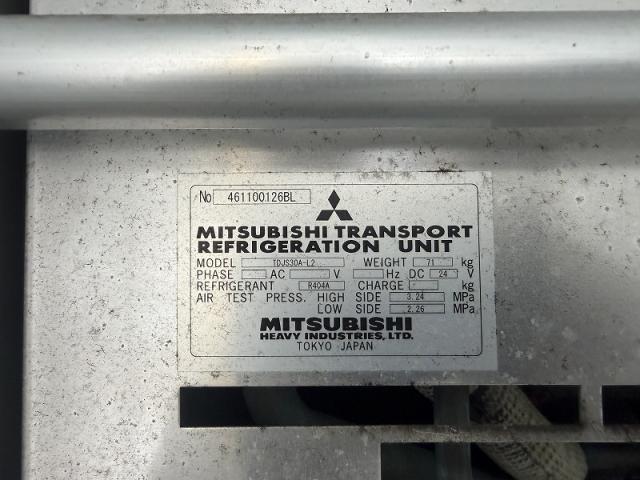 No 461100126BL
MITSUBISHI TRANSPORT
REFRIGERATION UNIT
MODEL TDJS30A-L2 WEIGHT 71 kg
PHASE AC V Hz DC 24 V
REFRIGERANT R404A CHARGE kg
AIR TEST PRESS. HIGH SIDE 3.24 MPa
LOW SIDE 2.26 MPa
MITSUBISHI
HEAVY INDUSTRIES, LTD.
TOKYO JAPAN